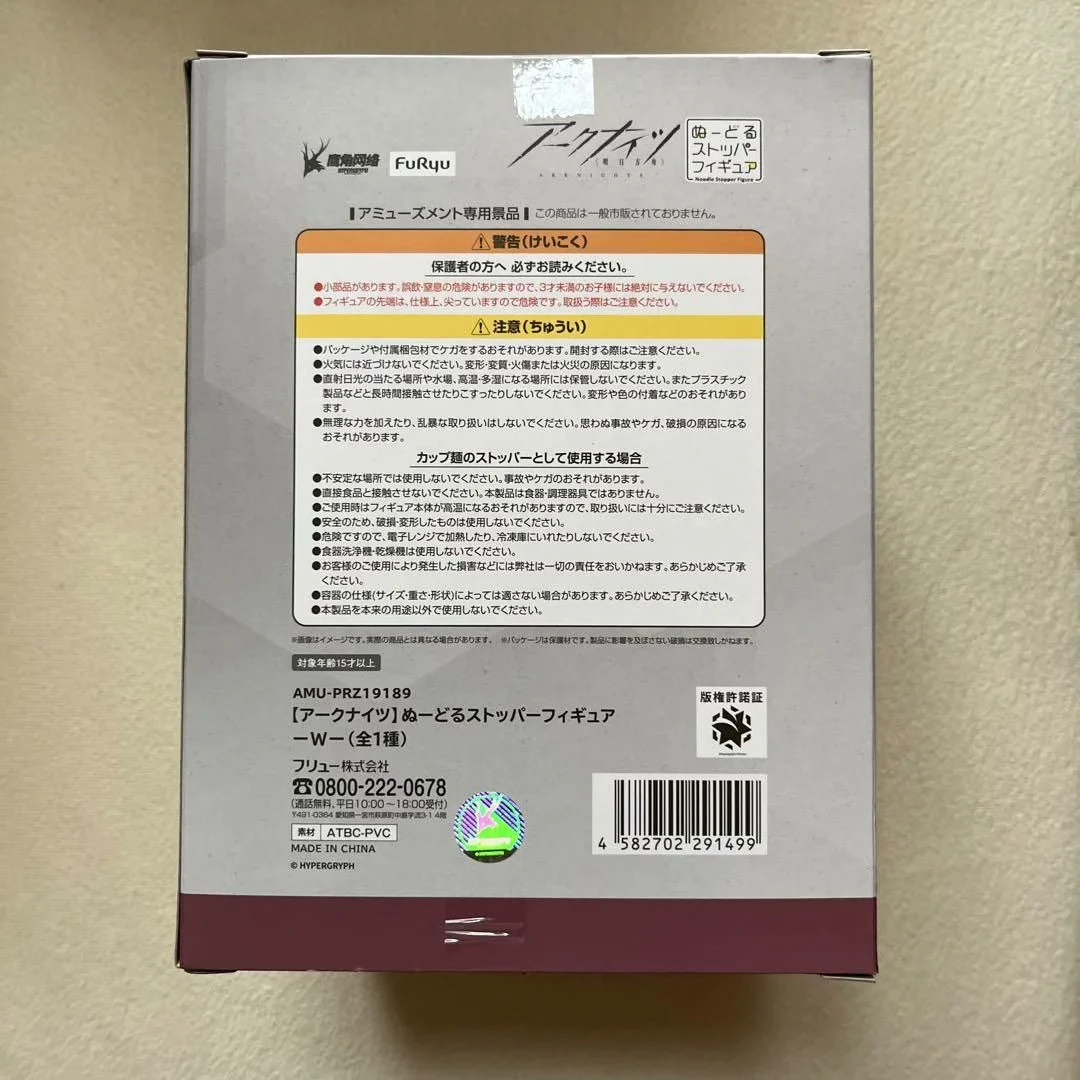 鷹角网络
HYPERGRYPH
FuRyu
アークナイツ
(明日方舟)
ARKNIGHTS
ぬーどる
ストッパー
フィギュア
Noodle Stopper Figure
アミューズメント専用景品 この商品は一般市販されておりません。
警告(けいこく)
保護者の方へ 必ずお読みください。
●小部品があります。誤飲・窒息の危険がありますので、3才未満のお子様には絶対に与えないでください。
●フィギュアの先端は、仕様上、尖っていますので危険です。取扱う際はご注意ください。
注意(ちゅうい)
●パッケージや付属梱包材でケガをするおそれがあります。開封する際はご注意ください。
●火気には近づけないでください。変形・変質・火傷または火災の原因になります。
●直射日光の当たる場所や水場、高温・多湿になる場所には保管しないでください。またプラスチック
製品などと長時間接触させたりこすったりしないでください。変形や色の付着などのおそれがあり
ます。
●無理な力を加えたり、乱暴な取り扱いはしないでください。思わぬ事故やケガ、破損の原因になる
おそれがあります。
カップ麺のストッパーとして使用する場合
●不安定な場所では使用しないでください。事故やケガのおそれがあります。
●直接食品と接触させないでください。本製品は食器・調理器具ではありません。
●ご使用時はフィギュア本体が高温になるおそれがありますので、取り扱いには十分にご注意ください。
●安全のため、破損・変形したものは使用しないでください。
●危険ですので、電子レンジで加熱したり、冷凍庫にいれたりしないでください。
●食器洗浄機・乾燥機は使用しないでください。
●お客様のご使用により発生した損害などには弊社は一切の責任をおいかねます。あらかじめご了承
ください。
●容器の仕様(サイズ・重さ・形状)によっては適さない場合があります。あらかじめご了承ください。
●本製品を本来の用途以外で使用しないでください。
※画像はイメージです。実際の商品とは異なる場合があります。 ※パッケージは保護材です。製品に影響を及ぼさない破損は交換致しかねます。
対象年齢15才以上
AMU-PRZ19189
【アークナイツ】ぬーどるストッパーフィギュア
ーWー(全1種)
版権許諾証
フリュー株式会社
☎0800-222-0678
(通話無料、平日10:00~18:00受付)
〒491-0364 愛知県一宮市萩原町中島字流3-1 4階
素材 ATBC-PVC
MADE IN CHINA
© HYPERGRYPH
HYPERGRYPH
4 582702 291499